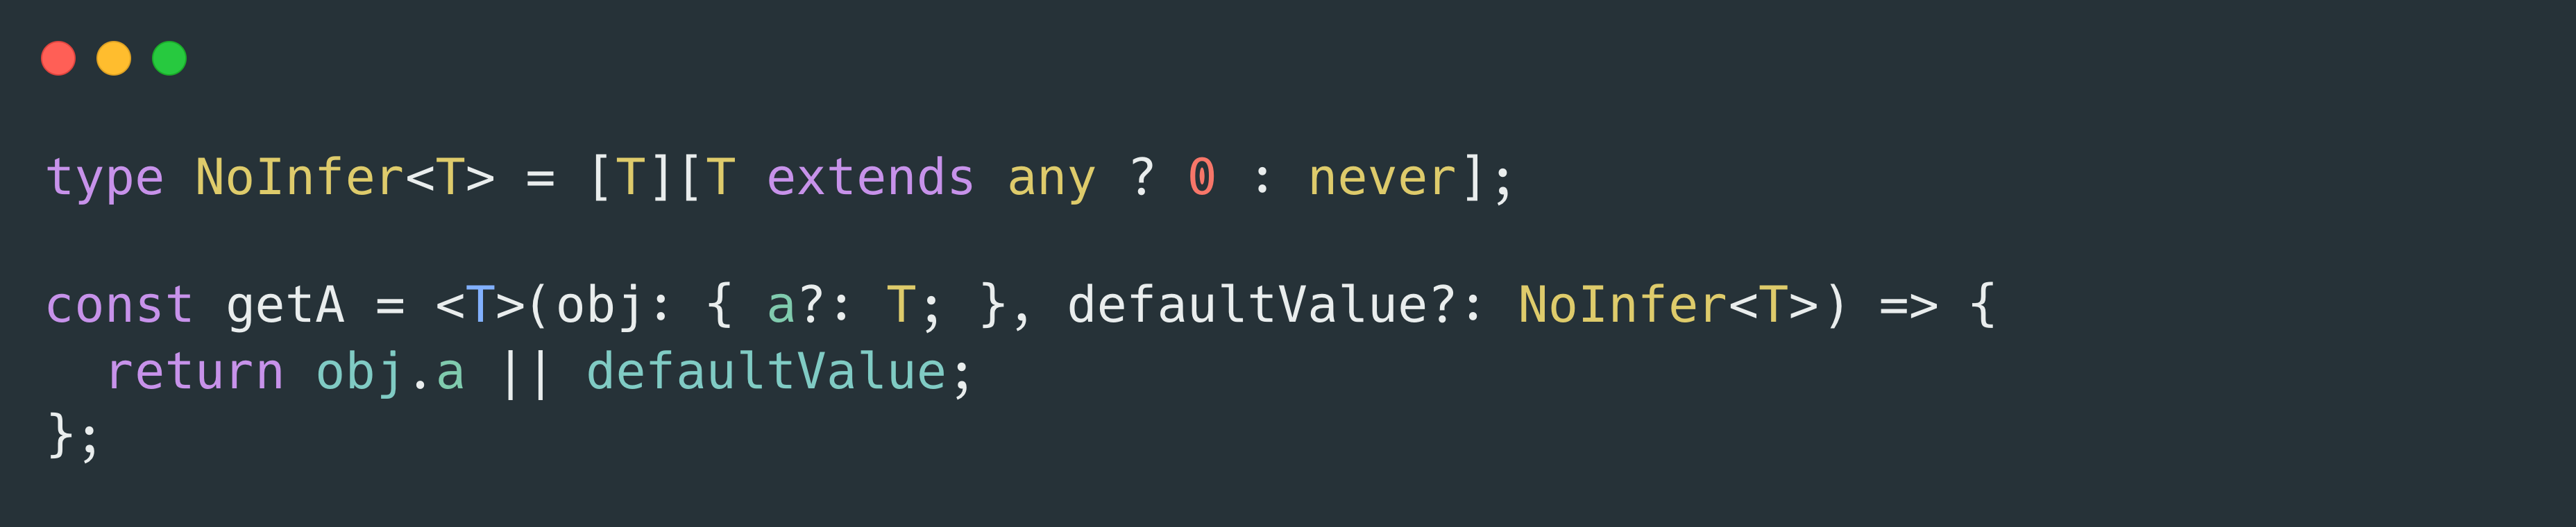 type NoInfer<T> = [T][T extends any ? 0 : never];
const getA = <T>(obj: { a?: T; }, defaultValue?: NoInfer<T>) => {
  return obj.a || defaultValue;
};